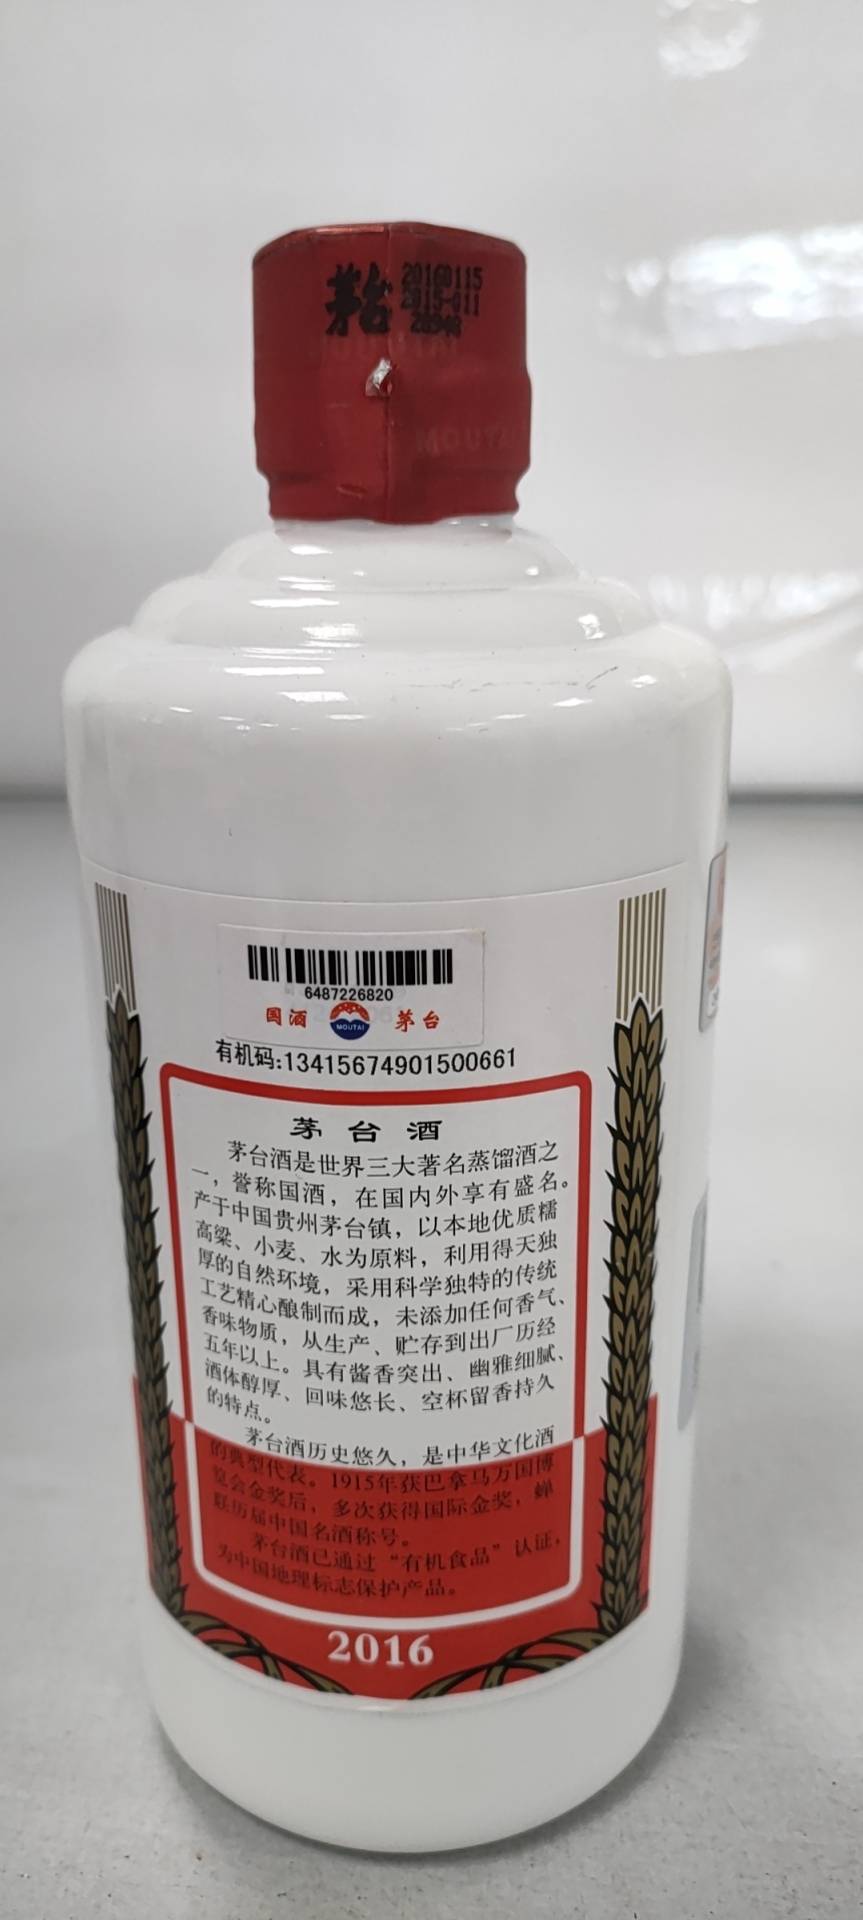 茅台
20160115
2015-011
MOUTAI
6487226820
国酒 MOUTAI 茅台
有机码:13415674901500661
茅台酒
茅台酒是世界三大著名蒸馏酒之
一，誉称国酒，在国内外享有盛名。
产于中国贵州茅台镇，以本地优质糯
高粱、小麦、水为原料，利用得天独
厚的自然环境，采用科学独特的传统
工艺精心酿制而成，未添加任何香气、
香味物质，从生产、贮存到出厂历经
五年以上。具有酱香突出、幽雅细腻、
酒体醇厚、回味悠长、空杯留香持久
的特点。
茅台酒历史悠久，是中华文化酒
的典型代表。1915年获巴拿马万国博
览会金奖后，多次获得国际金奖，蝉
联历届中国名酒称号。
茅台酒已通过“有机食品”认证，
为中国地理标志保护产品。
2016